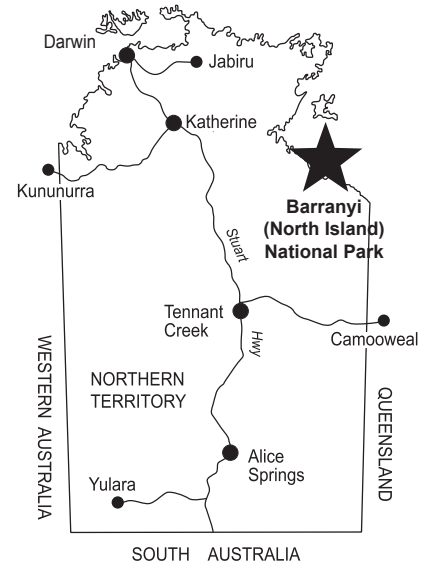 Darwin
Jabiru
Katherine
Kununurra
Barranyi
(North Island)
National Park
Stuart
Tennant
Creek
Hwy
Camooweal
WESTERN AUSTRALIA
NORTHERN
TERRITORY
QUEENSLAND
Alice
Springs
Yulara
SOUTH AUSTRALIA